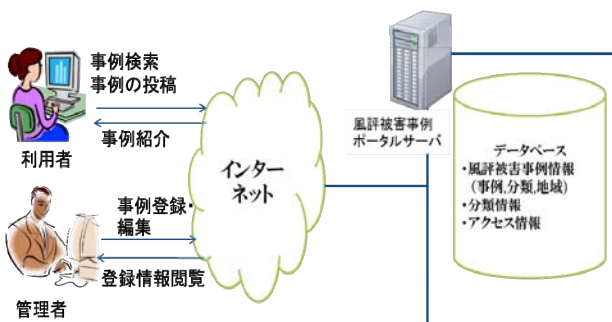 事例検索
事例の投稿
事例紹介
利用者
事例登録・
編集
登録情報閲覧
管理者
インター
ネット
風評被害事例
ポータルサーバ
データベース
・風評被害事例情報
（事例,分類,地域）
・分類情報
・アクセス情報